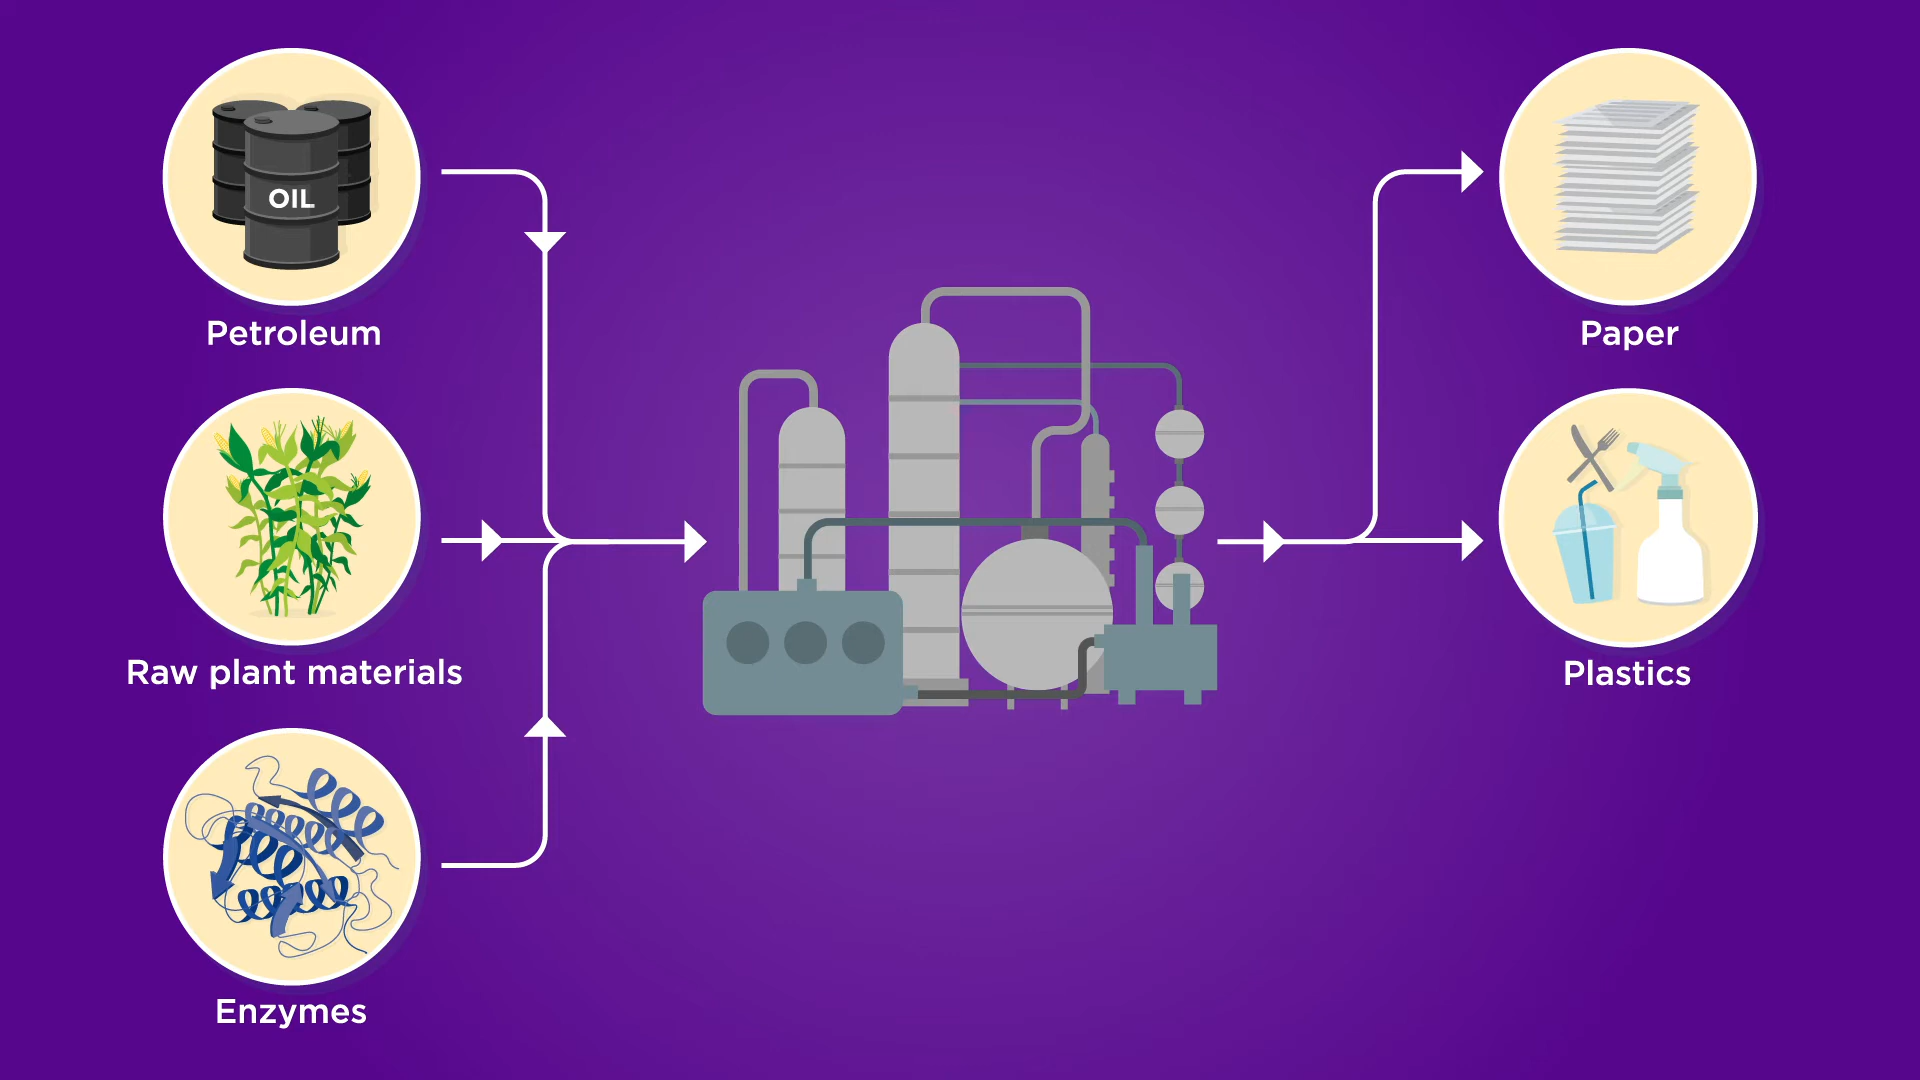 OIL
Petroleum
Raw plant materials
Enzymes
Paper
Plastics